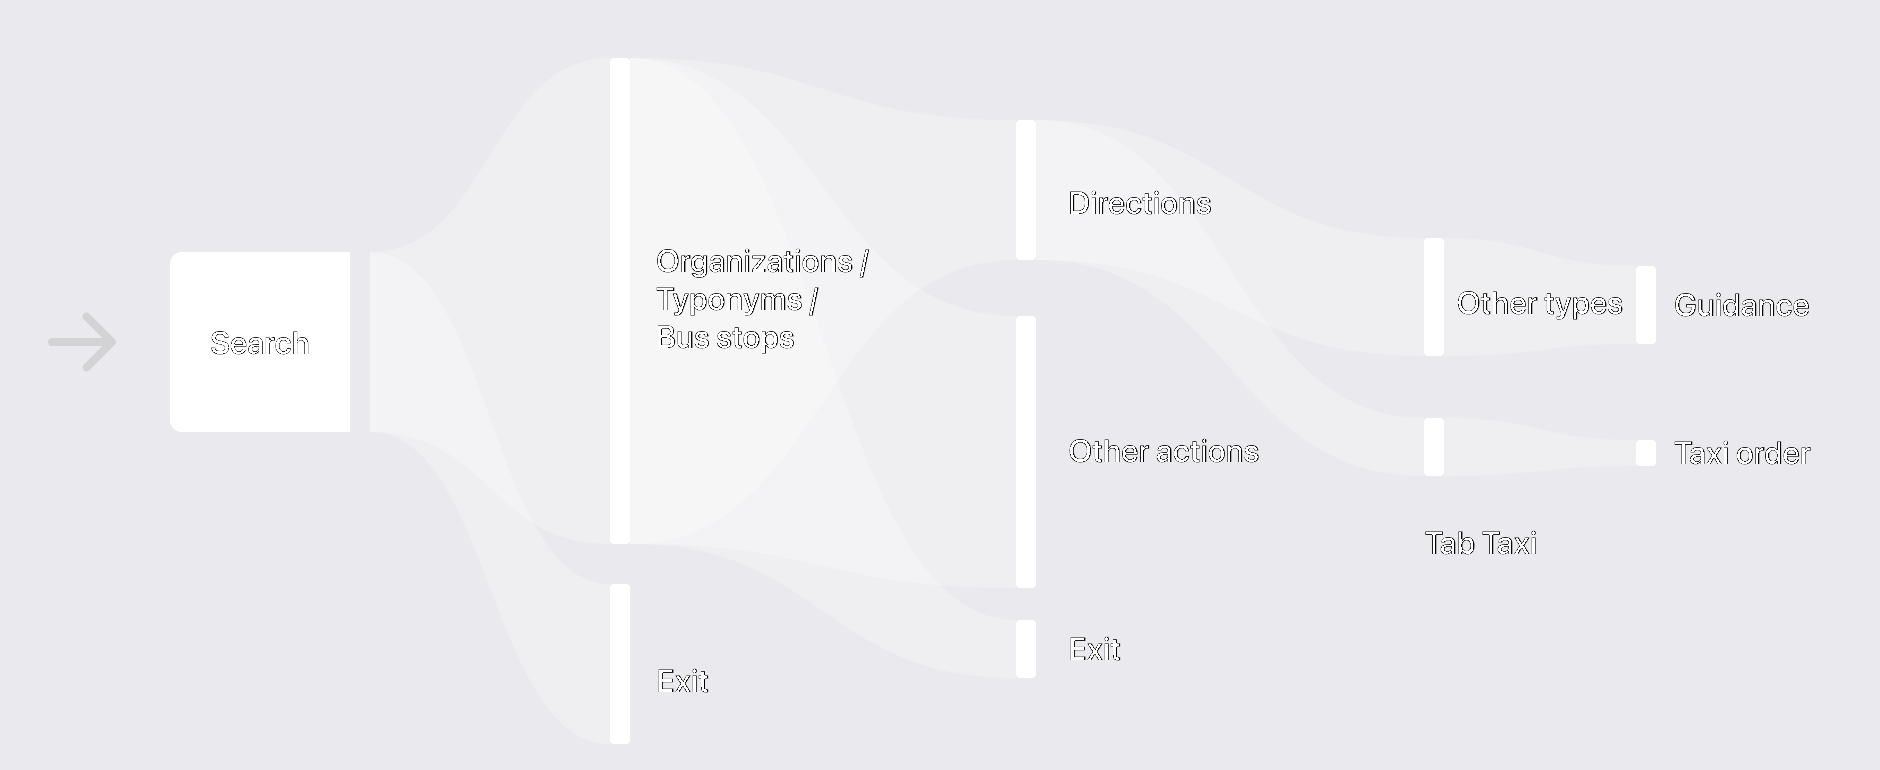 Search
Organizations /
Typonyms /
Bus stops
Exit
Directions
Other actions
Exit
Other types
Tab Taxi
Guidance
Taxi order